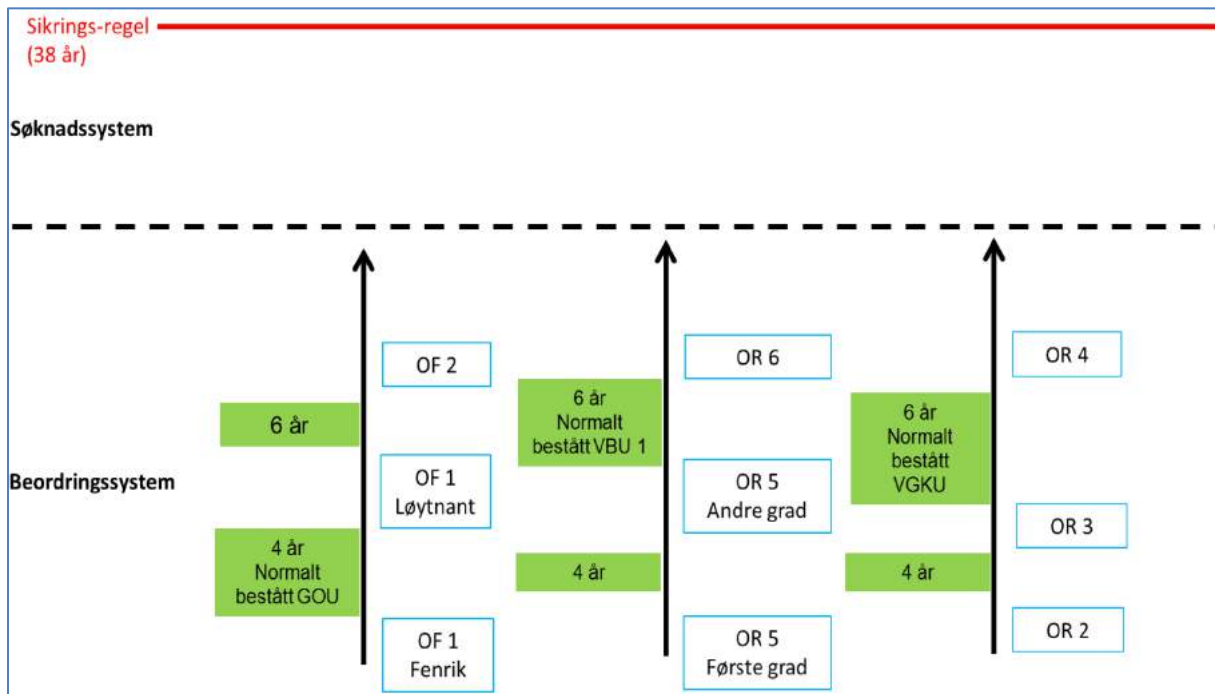 Sikrings-regel
(38 år)
Søknadssystem
Beordringssystem
OF 2
6 år
OF 1
Løytnant
4 år
Normalt
bestått GOU
OF 1
Fenrik
OR 6
6 år
Normalt
bestått VBU 1
OR 5
Andre grad
4 år
OR 5
Første grad
OR 4
6 år
Normalt
bestått
VGKU
OR 3
4 år
OR 2